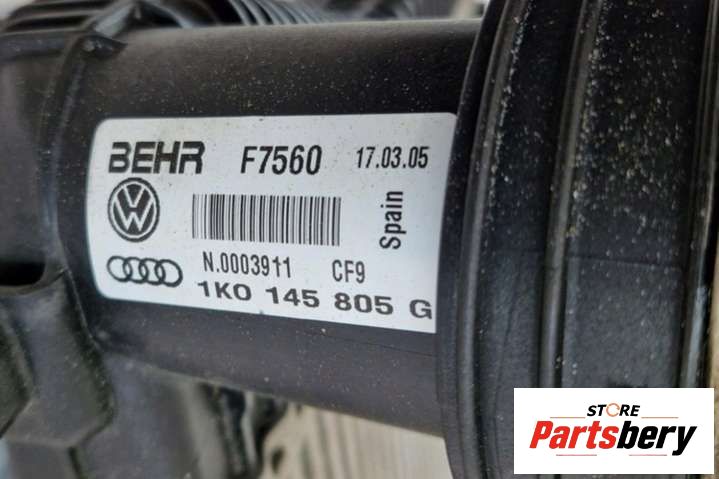 BEHR F7560 17.03.05
Spain
N.0003911 CF9
1K0 145 805 G
STORE
Partsbery